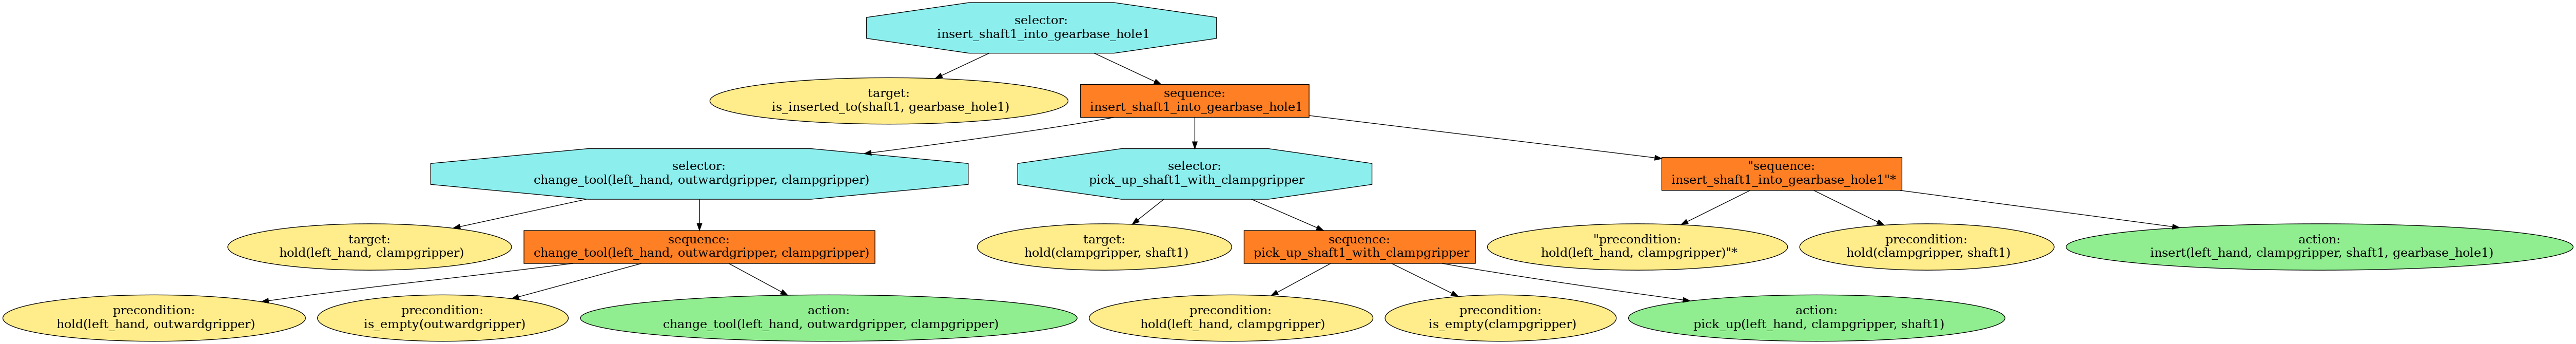 selector:
insert_shaft1_into_gearbase_hole1
target:
is_inserted_to(shaft1, gearbase_hole1)
sequence:
insert_shaft1_into_gearbase_hole1
selector:
change_tool(left_hand, outwardgripper, clampgripper)
selector:
pick_up_shaft1_with_clampgripper
"sequence:
insert_shaft1_into_gearbase_hole1"*
target:
hold(left_hand, clampgripper)
sequence:
change_tool(left_hand, outwardgripper, clampgripper)
target:
hold(clampgripper, shaft1)
sequence:
pick_up_shaft1_with_clampgripper
"precondition:
hold(left_hand, clampgripper)"*
precondition:
hold(clampgripper, shaft1)
action:
insert(left_hand, clampgripper, shaft1, gearbase_hole1)
precondition:
hold(left_hand, outwardgripper)
precondition:
is_empty(outwardgripper)
action:
change_tool(left_hand, outwardgripper, clampgripper)
precondition:
hold(left_hand, clampgripper)
precondition:
is_empty(clampgripper)
action:
pick_up(left_hand, clampgripper, shaft1)